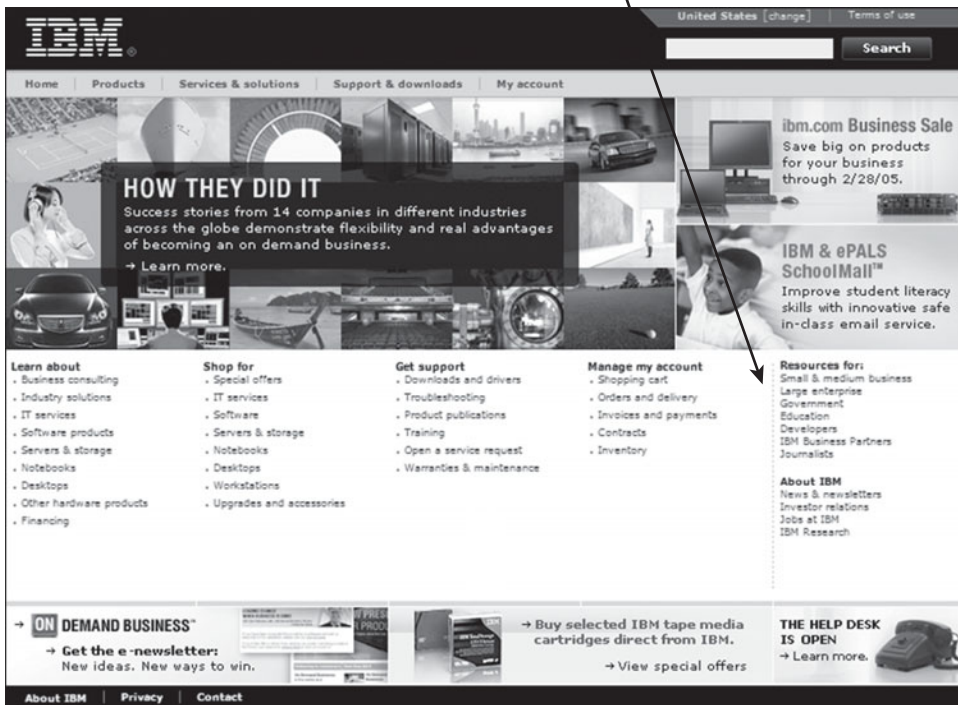 United States [change] Terms of use
IBM®
Search
Home Products Services & solutions Support & downloads My account
HOW THEY DID IT
Success stories from 14 companies in different industries
across the globe demonstrate flexibility and real advantages
of becoming an on demand business.
→ Learn more.
ibm.com Business Sale
Save big on products
for your business
through 2/28/05.
IBM & ePALS
SchoolMail™
Improve student literacy
skills with innovative safe
in-class email service.
Learn about
. Business consulting
. Industry solutions
. IT services
. Software products
. Servers & storage
. Notebooks
. Desktops
. Other hardware products
. Financing
Shop for
. Special offers
. IT services
. Software
. Servers & storage
. Notebooks
. Desktops
. Workstations
. Upgrades and accessories
Get support
. Downloads and drivers
. Troubleshooting
. Product publications
. Training
. Open a service request
. Warranties & maintenance
Manage my account
. Shopping cart
. Orders and delivery
. Invoices and payments
. Contracts
. Inventory
Resources for:
Small & medium business
Large enterprise
Government
Education
Developers
IBM Business Partners
Journalists
About IBM
News & newsletters
Investor relations
Jobs at IBM
IBM Research
→ ON DEMAND BUSINESS™
→ Get the e-newsletter:
New ideas. New ways to win.
→ Buy selected IBM tape media
cartridges direct from IBM.
→ View special offers
THE HELP DESK
IS OPEN
→ Learn more.
About IBM Privacy Contact